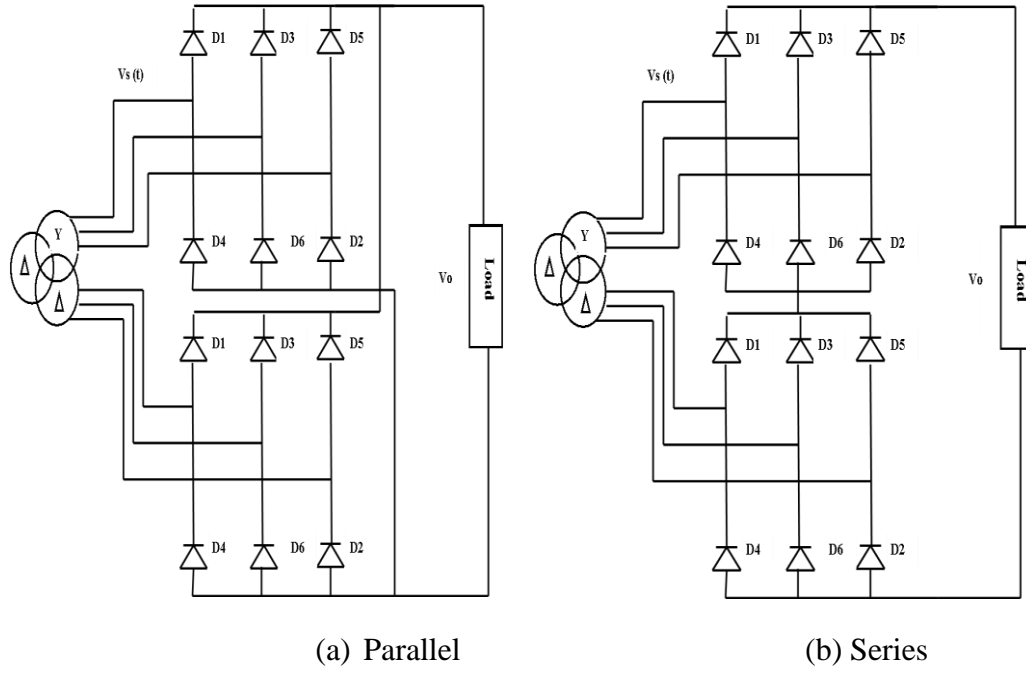 D1 D3 D5
Vs (t)
D4 D6 D2
Y
Δ
Δ
Vo
Load
D1 D3 D5
D4 D6 D2
(a) Parallel
D1 D3 D5
Vs (t)
D4 D6 D2
Y
Δ
Δ
Vo
Load
D1 D3 D5
D4 D6 D2
(b) Series